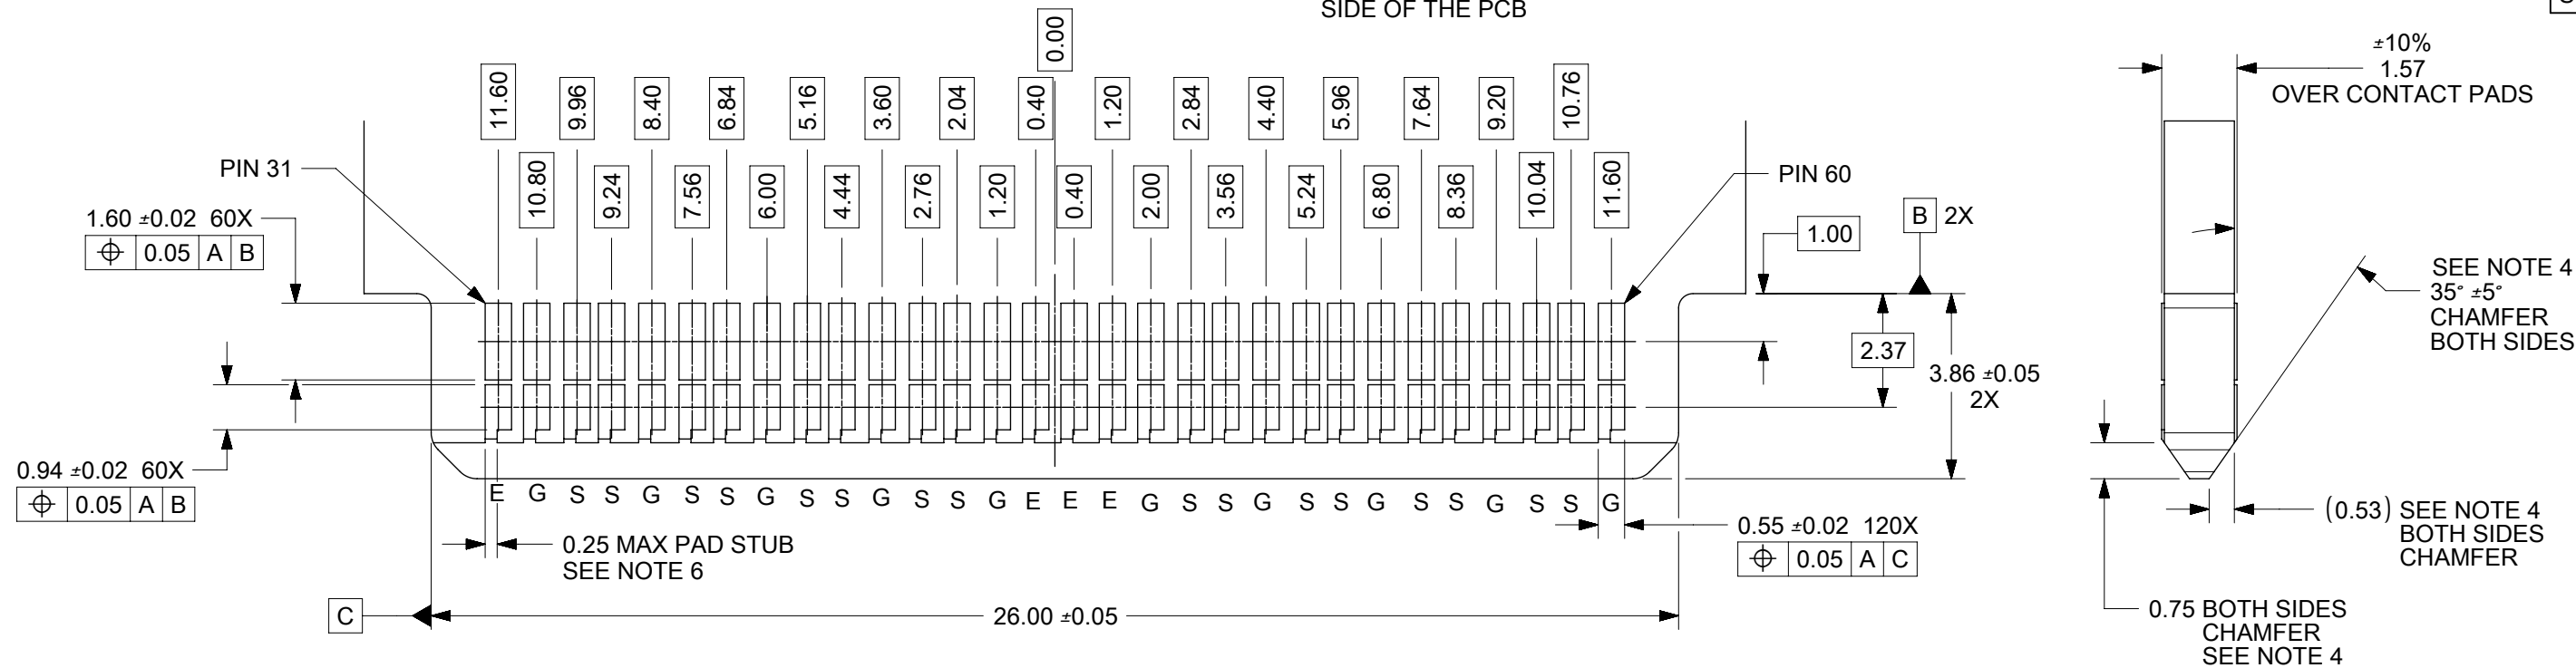 SIDE OF THE PCB
0.00
11.60
9.96
8.40
6.84
5.16
3.60
2.04
0.40
1.20
2.84
4.40
5.96
7.64
9.20
10.76
10.80
9.24
7.56
6.00
4.44
2.76
1.20
0.40
2.00
3.56
5.24
6.80
8.36
10.04
11.60
PIN 31
PIN 60
1.60 ±0.02 60X
⌖ 0.05 A B
0.94 ±0.02 60X
⌖ 0.05 A B
1.00
B 2X
2.37
3.86 ±0.05
2X
E G S S G S S G S S G S S G E E E G S S G S S G S S G S S G
0.25 MAX PAD STUB
SEE NOTE 6
0.55 ±0.02 120X
⌖ 0.05 A C
C
26.00 ±0.05
±10%
1.57
OVER CONTACT PADS
SEE NOTE 4
35° ±5°
CHAMFER
BOTH SIDES
(0.53) SEE NOTE 4
BOTH SIDES
CHAMFER
0.75 BOTH SIDES
CHAMFER
SEE NOTE 4